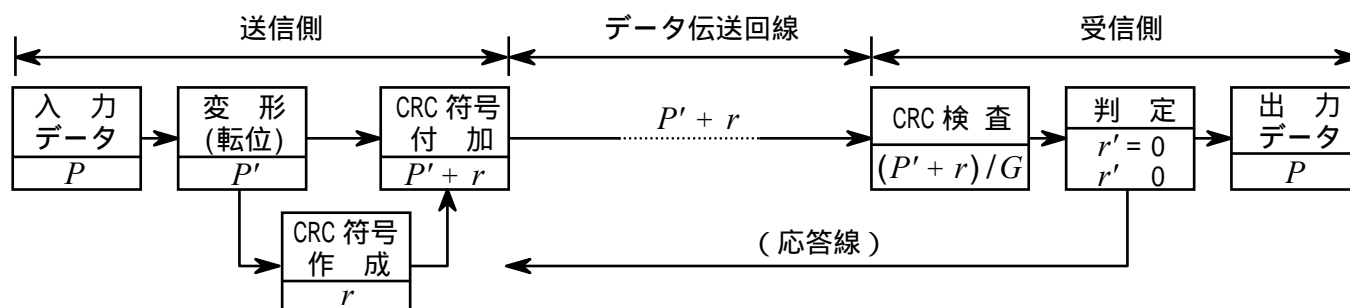 送信側
データ伝送回線
受信側
入 力
データ
P
変 形
(転位)
P'
CRC 符号
付 加
P' + r
P' + r
CRC 検 査
(P' + r) / G
判 定
r' = 0
r'  0
出 力
データ
P
CRC 符号
作 成
r
(応答線)